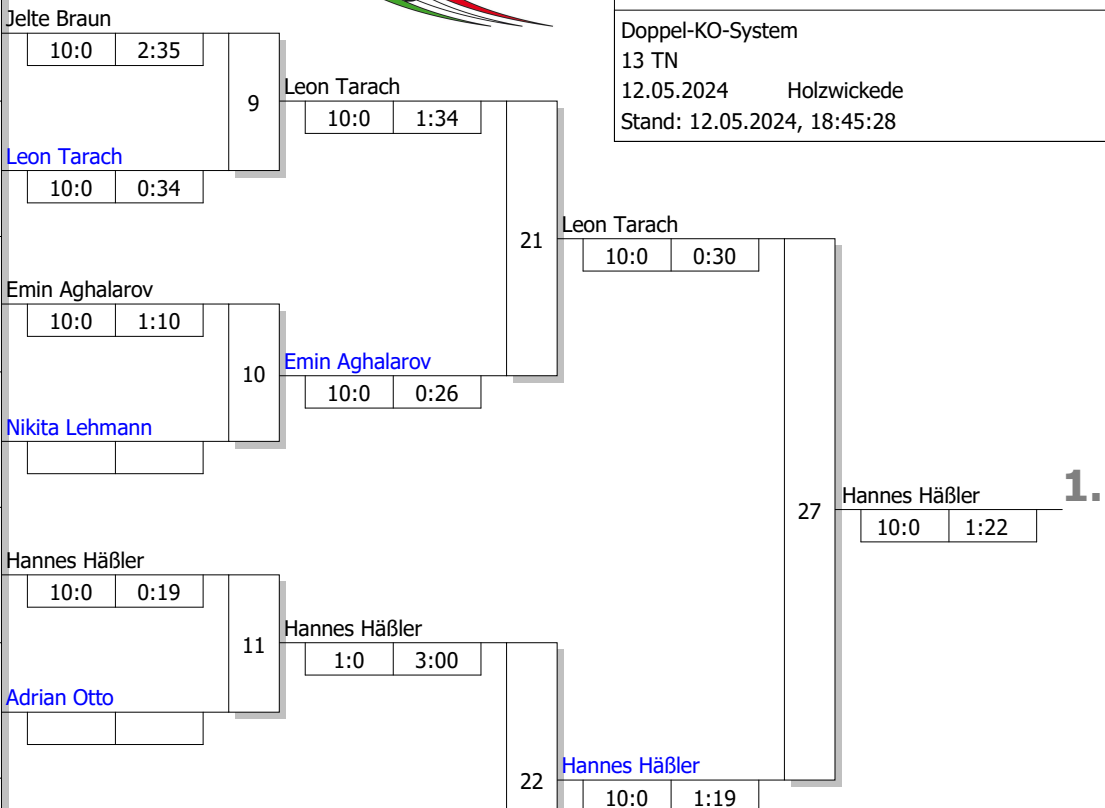 Jelte Braun
10:0 2:35
Doppel-KO-System
13 TN
12.05.2024 Holzwickede
Stand: 12.05.2024, 18:45:28
9
Leon Tarach
10:0 1:34
Leon Tarach
10:0 0:34
21
Leon Tarach
10:0 0:30
Emin Aghalarov
10:0 1:10
10
Emin Aghalarov
10:0 0:26
Nikita Lehmann
27
Hannes Häßler
10:0 1:22
1.
Hannes Häßler
10:0 0:19
11
Hannes Häßler
1:0 3:00
Adrian Otto
22
Hannes Häßler
10:0 1:19